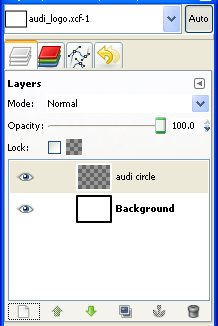 audi_logo.xcf-1
Auto
Layers
Mode: Normal
Opacity: 100.0
Lock:
audi circle
Background